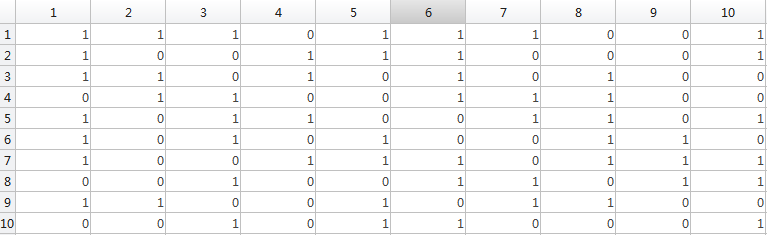 1 2 3 4 5 6 7 8 9 10
1 1 1 1 0 1 1 1 0 0 1
2 1 0 0 1 1 1 0 0 0 1
3 1 1 0 1 0 1 0 1 0 0
4 0 1 1 0 0 1 1 1 0 0
5 1 0 1 1 0 0 1 1 0 1
6 1 0 1 0 1 0 0 1 1 0
7 1 0 0 1 1 1 0 1 1 1
8 0 0 1 0 0 1 1 0 1 1
9 1 1 0 0 1 0 1 1 0 0
10 0 0 1 0 1 1 0 0 0 1